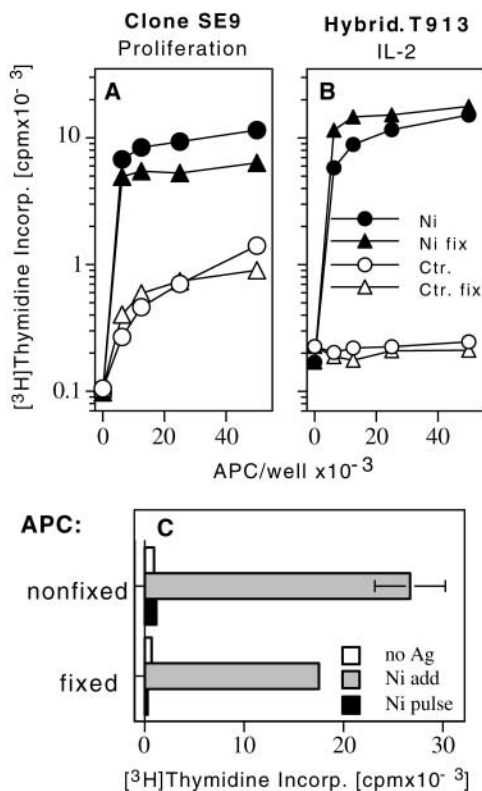 Clone SE9
Proliferation
Hybrid. T913
IL-2
[³H]Thymidine Incorp. [cpmx10⁻³]
A
B
10
1
0.1
Ni
Ni fix
Ctr.
Ctr. fix
0 20 40
0 20 40
APC/well x10⁻³
APC:
C
nonfixed
fixed
no Ag
Ni add
Ni pulse
0 10 20 30
[³H]Thymidine Incorp. [cpmx10⁻³]